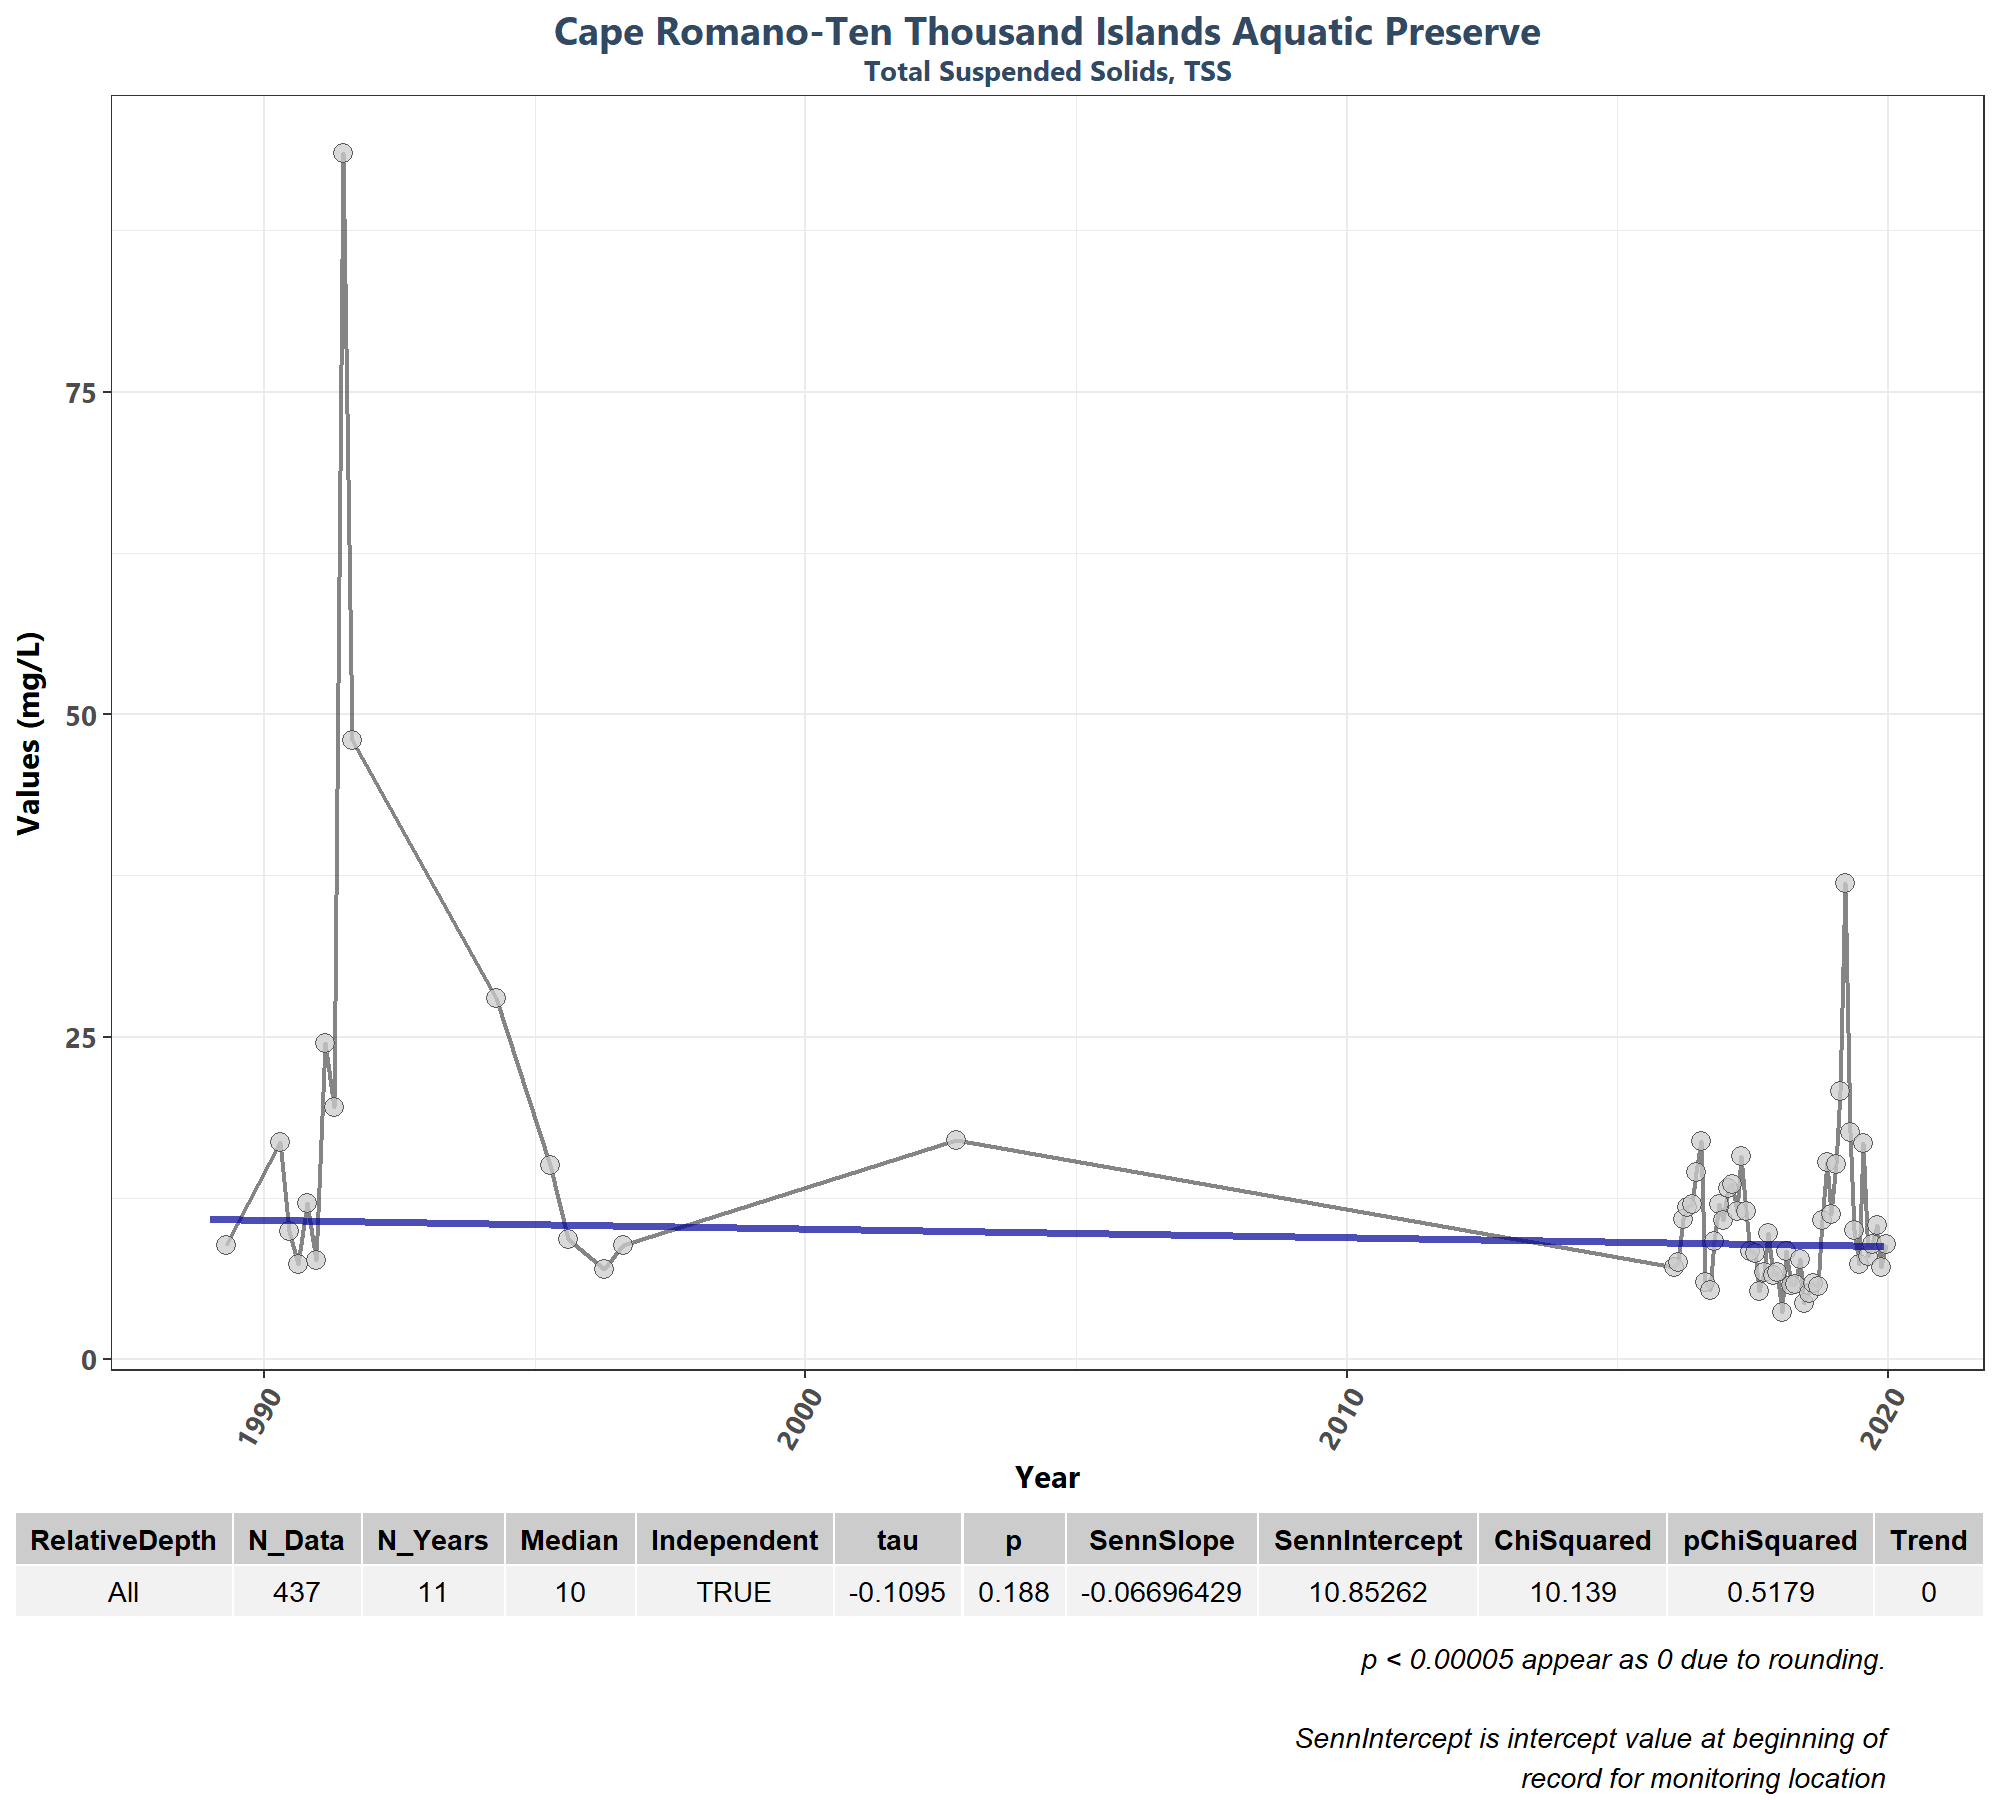 Cape Romano-Ten Thousand Islands Aquatic Preserve
Total Suspended Solids, TSS
Values (mg/L)
75
50
25
0
1990
2000
2010
2020
Year
RelativeDepth N_Data N_Years Median Independent tau p SennSlope SennIntercept ChiSquared pChiSquared Trend
All 437 11 10 TRUE -0.1095 0.188 -0.06696429 10.85262 10.139 0.5179 0
p < 0.00005 appear as 0 due to rounding.
SennIntercept is intercept value at beginning of
record for monitoring location